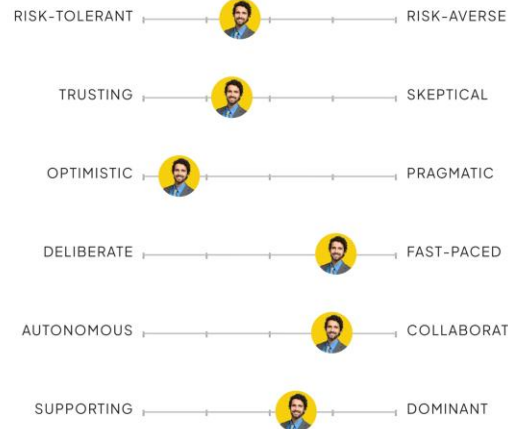 RISK-TOLERANT RISK-AVERSE
TRUSTING SKEPTICAL
OPTIMISTIC PRAGMATIC
DELIBERATE FAST-PACED
AUTONOMOUS COLLABORAT
SUPPORTING DOMINANT